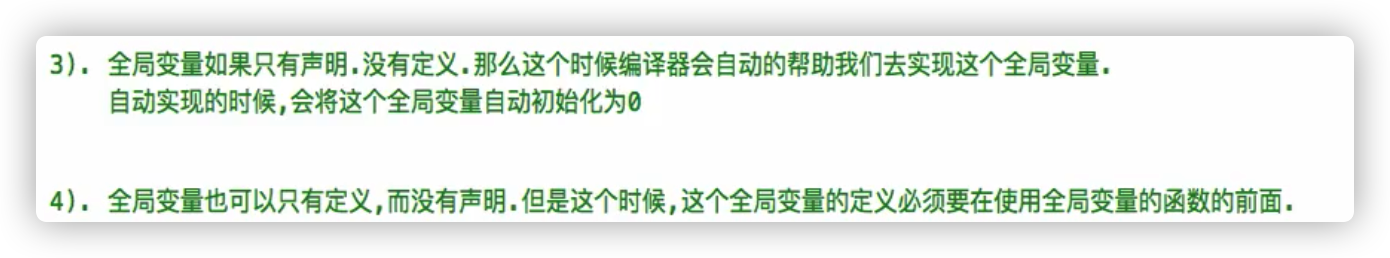 3). 全局变量如果只有声明.没有定义.那么这个时候编译器会自动的帮助我们去实现这个全局变量.
自动实现的时候,会将这个全局变量自动初始化为0
4). 全局变量也可以只有定义,而没有声明.但是这个时候,这个全局变量的定义必须要在使用全局变量的函数的前面.